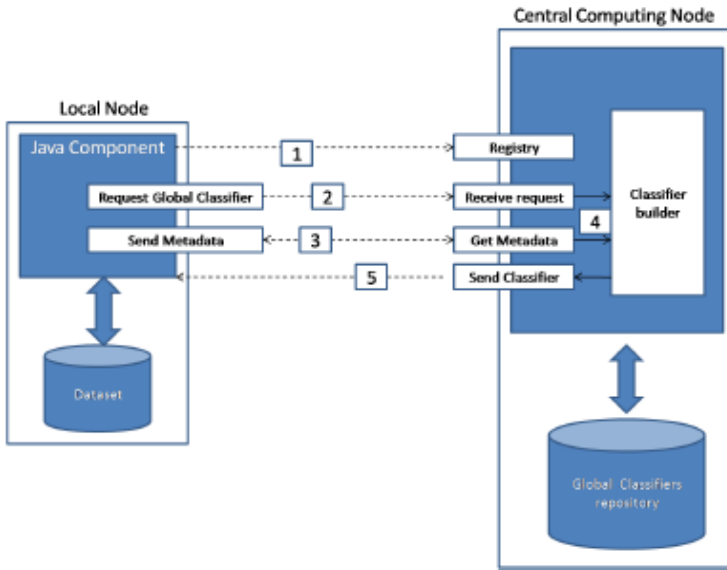 Central Computing Node
Local Node
Java Component
1
Registry
Request Global Classifier
2
Receive request
Classifier
builder
4
Send Metadata
3
Get Metadata
5
Send Classifier
Dataset
Global Classifiers
repository